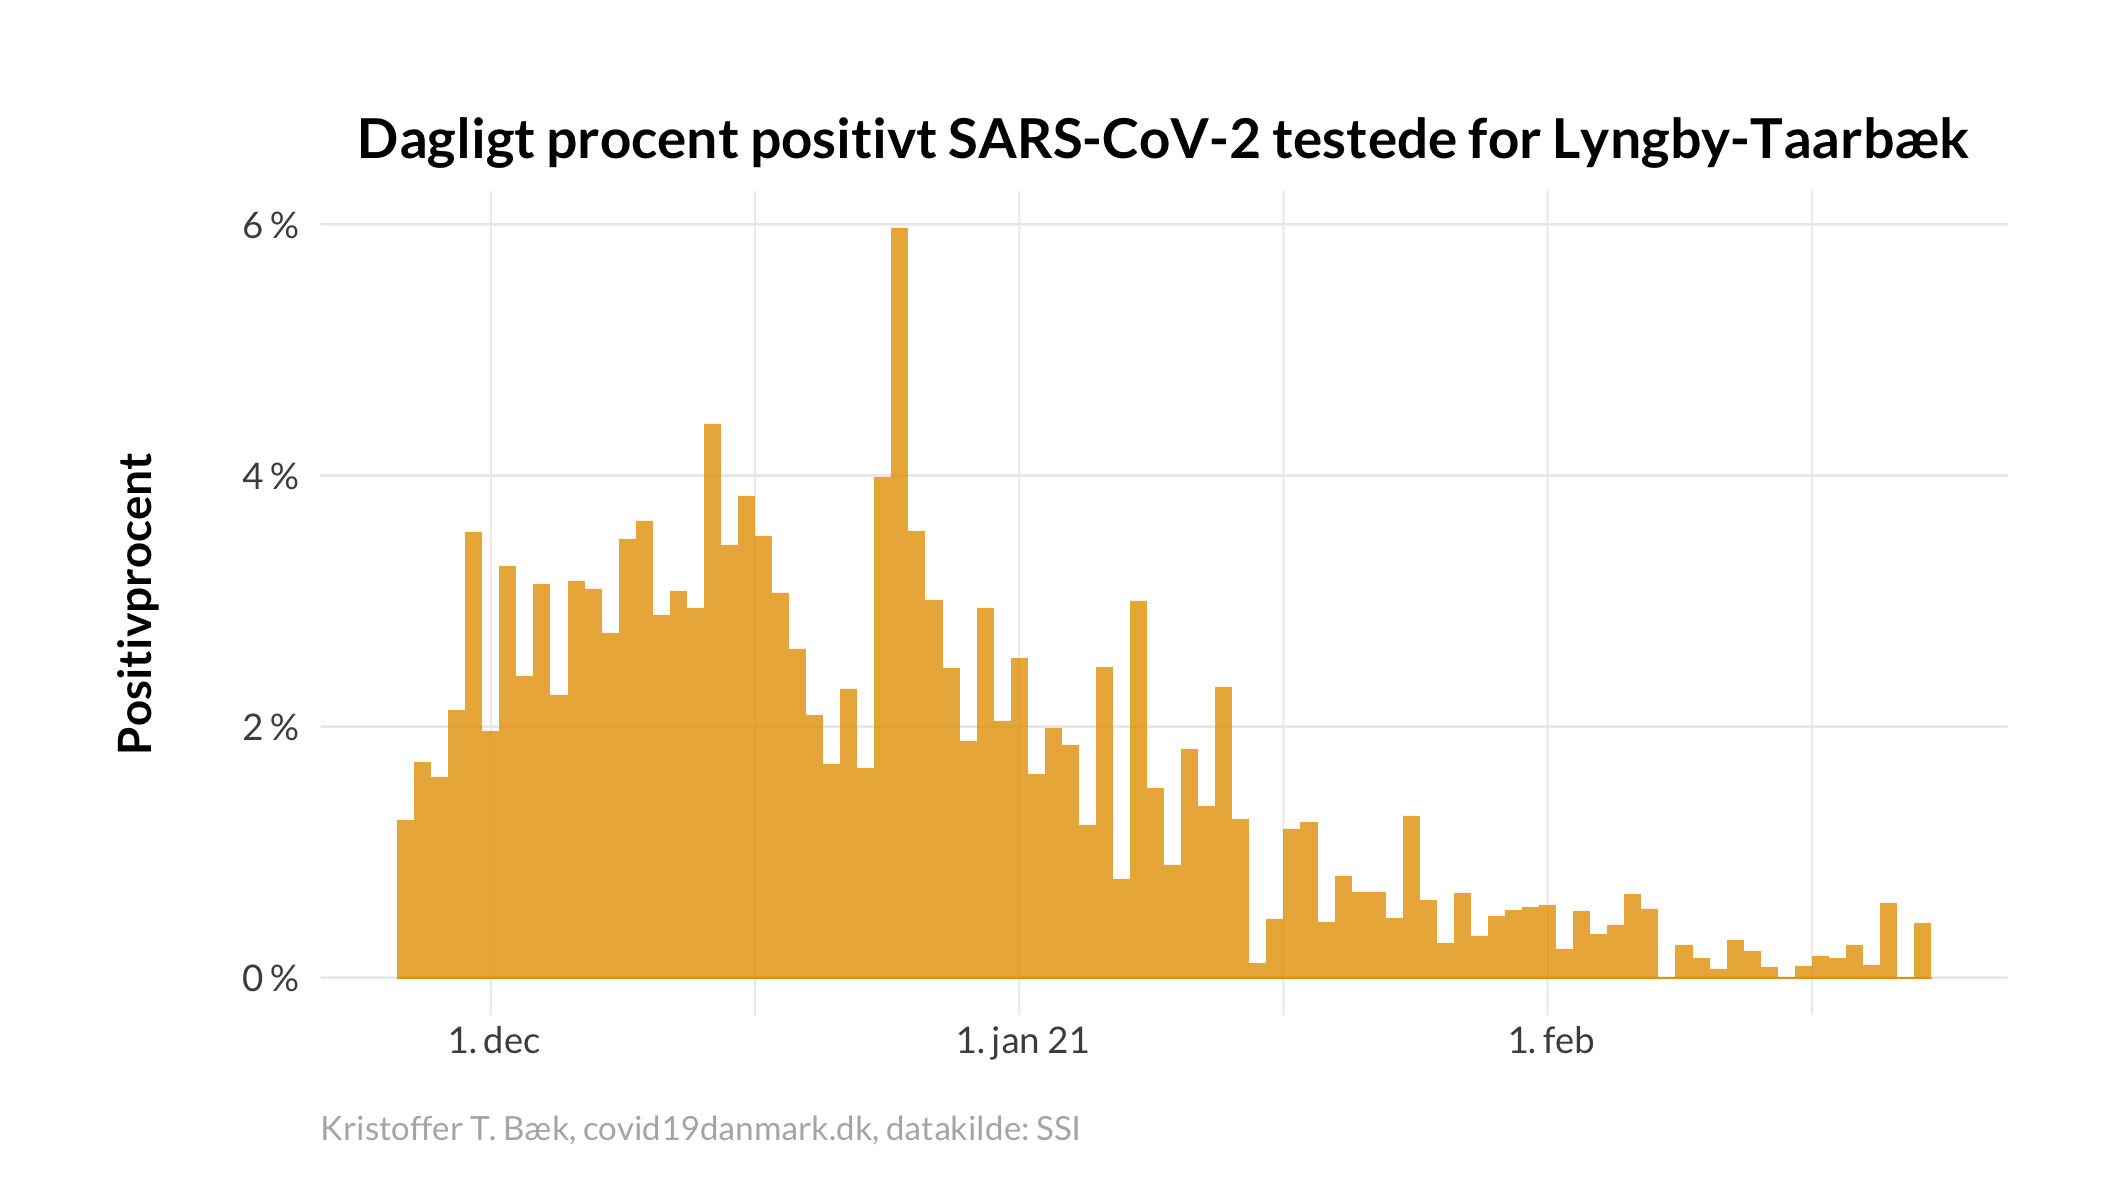 Dagligt procent positivt SARS-CoV-2 testede for Lyngby-Taarbæk
Positivprocent
6 %
4 %
2 %
0 %
1. dec
1. jan 21
1. feb
Kristoffer T. Bæk, covid19danmark.dk, datakilde: SSI